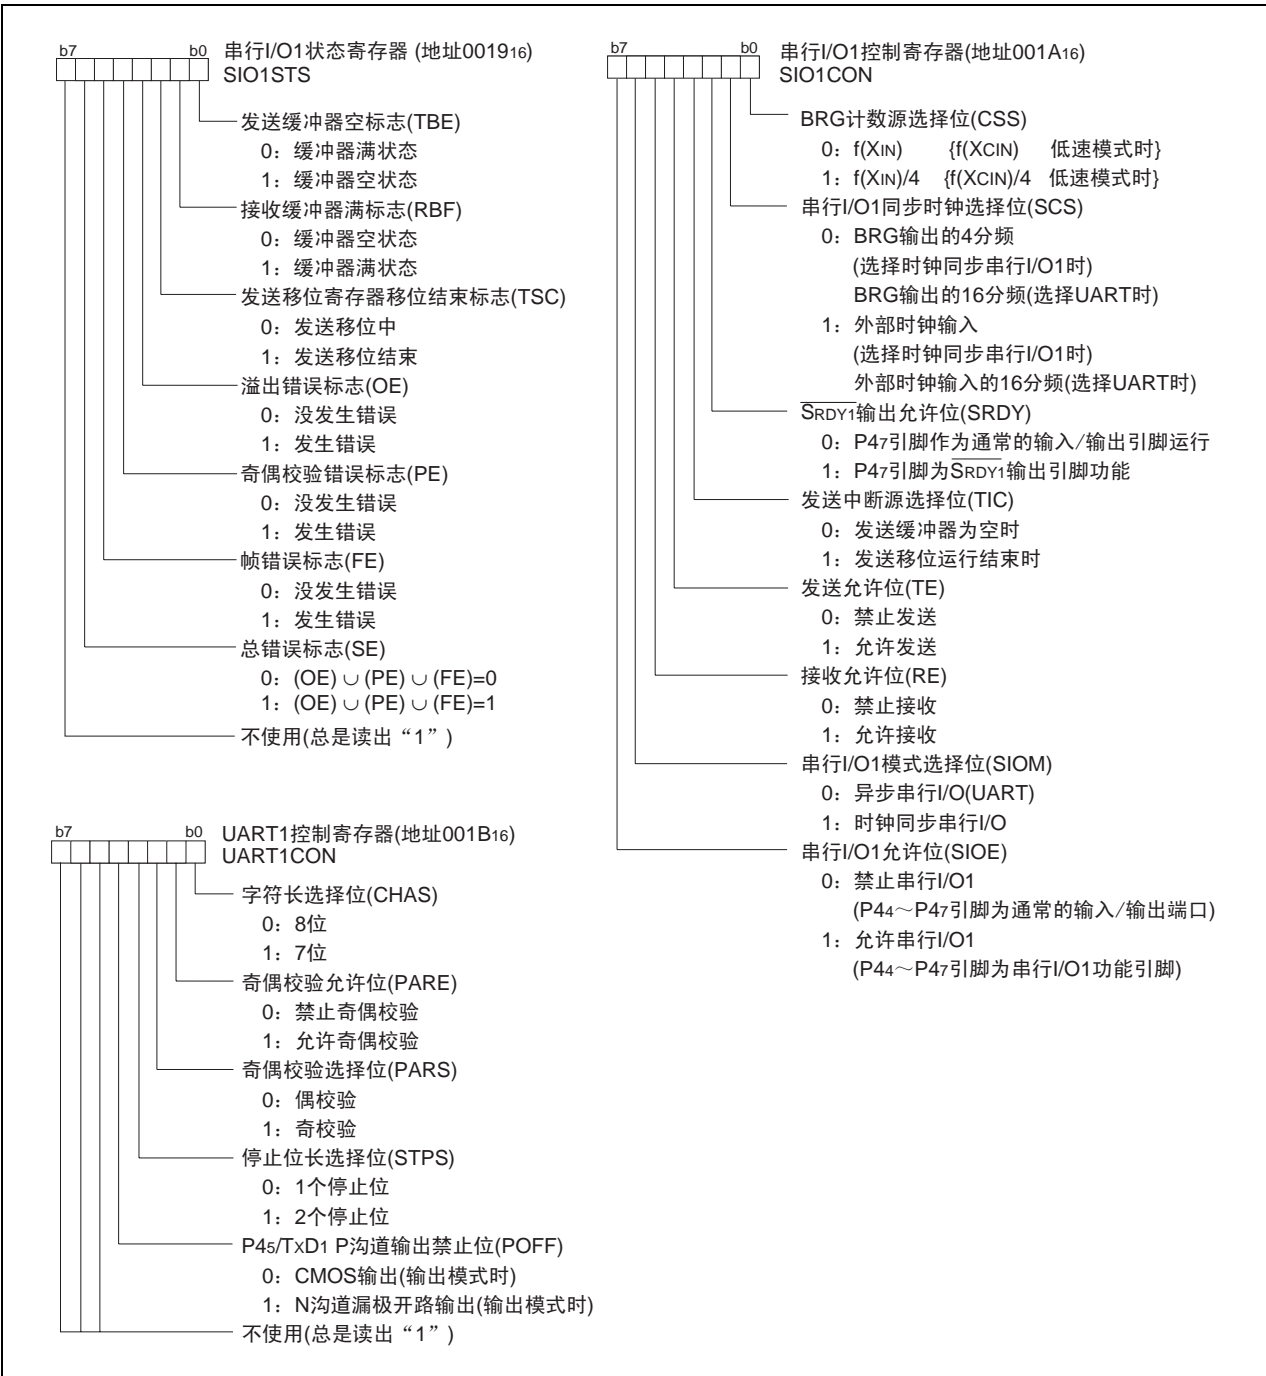 b7 b0 串行I/O1状态寄存器 (地址001916)
SIO1STS
发送缓冲器空标志(TBE)
0：缓冲器满状态
1：缓冲器空状态
接收缓冲器满标志(RBF)
0：缓冲器空状态
1：缓冲器满状态
发送移位寄存器移位结束标志(TSC)
0：发送移位中
1：发送移位结束
溢出错误标志(OE)
0：没发生错误
1：发生错误
奇偶校验错误标志(PE)
0：没发生错误
1：发生错误
帧错误标志(FE)
0：没发生错误
1：发生错误
总错误标志(SE)
0：(OE)∪(PE)∪(FE)=0
1：(OE)∪(PE)∪(FE)=1
不使用(总是读出“1”)
b7 b0 UART1控制寄存器(地址001B16)
UART1CON
字符长选择位(CHAS)
0：8位
1：7位
奇偶校验允许位(PARE)
0：禁止奇偶校验
1：允许奇偶校验
奇偶校验选择位(PARS)
0：偶校验
1：奇校验
停止位长选择位(STPS)
0：1个停止位
1：2个停止位
P45/TxD1 P沟道输出禁止位(POFF)
0：CMOS输出(输出模式时)
1：N沟道漏极开路输出(输出模式时)
不使用(总是读出“1”)
b7 b0 串行I/O1控制寄存器(地址001A16)
SIO1CON
BRG计数源选择位(CSS)
0：f(XIN) {f(XCIN) 低速模式时}
1：f(XIN)/4 {f(XCIN)/4 低速模式时}
串行I/O1同步时钟选择位(SCS)
0：BRG输出的4分频
(选择时钟同步串行I/O1时)
BRG输出的16分频(选择UART时)
1：外部时钟输入
(选择时钟同步串行I/O1时)
外部时钟输入的16分频(选择UART时)
SRDY1输出允许位(SRDY)
0：P47引脚作为通常的输入/输出引脚运行
1：P47引脚为SRDY1输出引脚功能
发送中断源选择位(TIC)
0：发送缓冲器为空时
1：发送移位运行结束时
发送允许位(TE)
0：禁止发送
1：允许发送
接收允许位(RE)
0：禁止接收
1：允许接收
串行I/O1模式选择位(SIOM)
0：异步串行I/O(UART)
1：时钟同步串行I/O
串行I/O1允许位(SIOE)
0：禁止串行I/O1
(P44～P47引脚为通常的输入/输出端口)
1：允许串行I/O1
(P44～P47引脚为串行I/O1功能引脚)